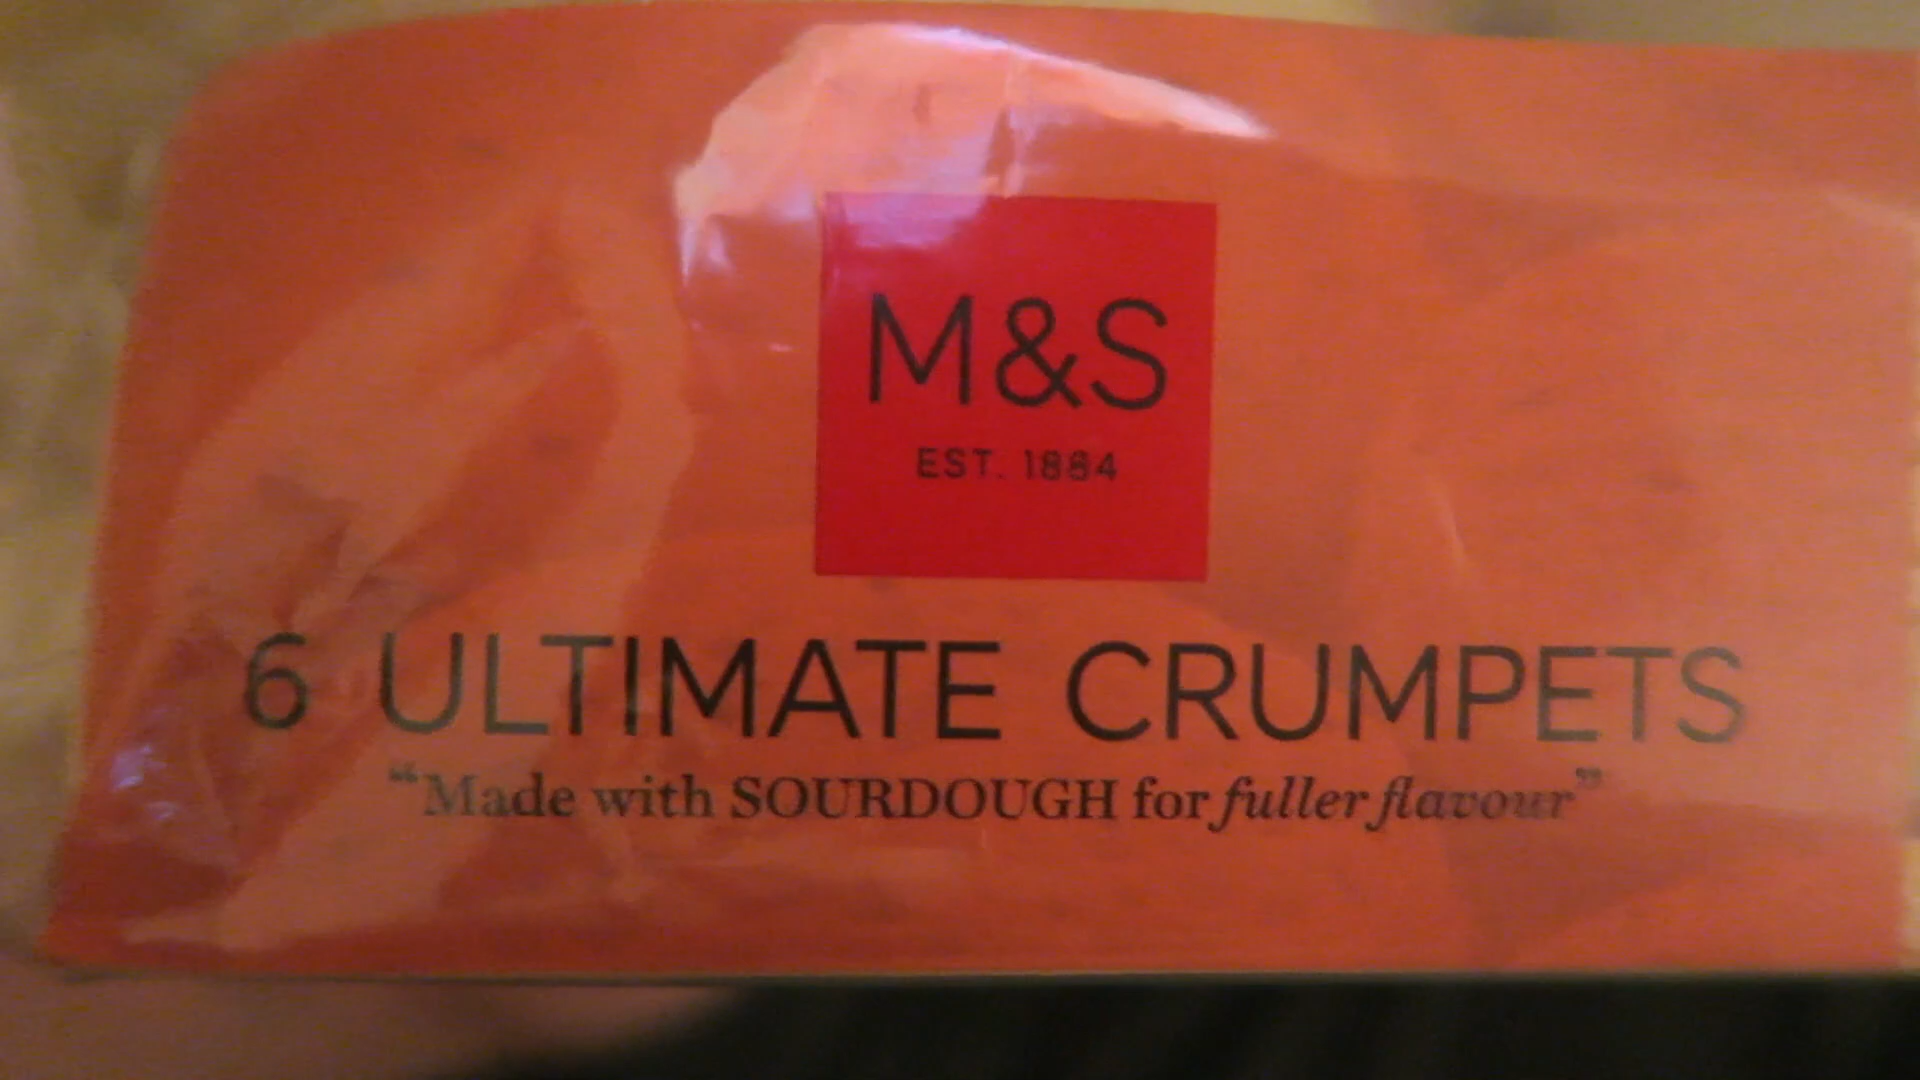 M&S
EST. 1884
6 ULTIMATE CRUMPETS
“Made with SOURDOUGH for fuller flavour”